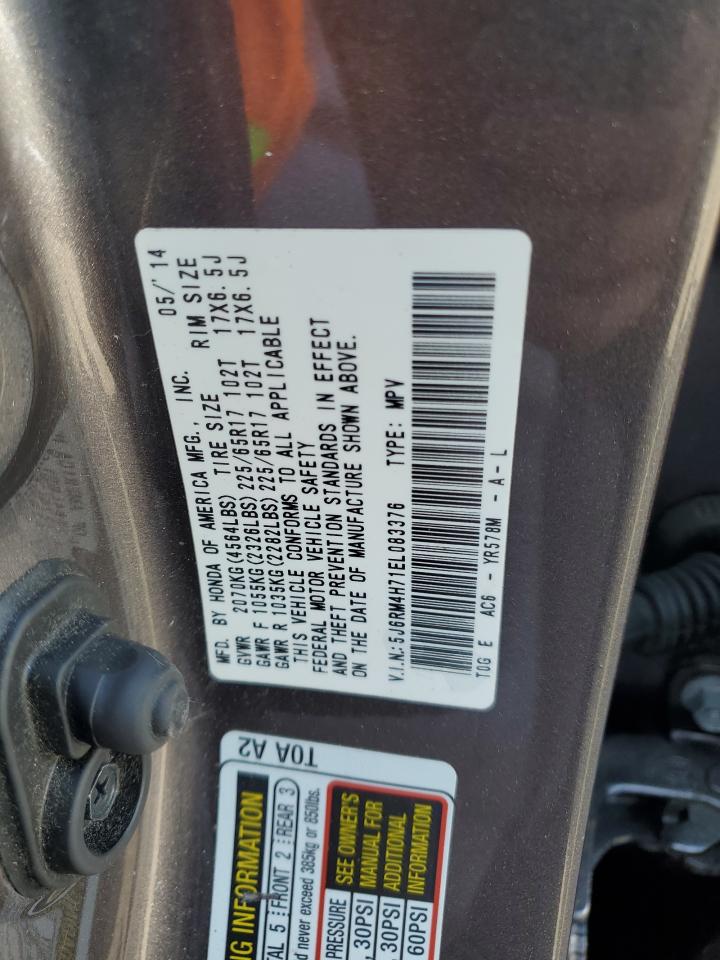 MFD. BY HONDA OF AMERICA MFG., INC. 05/'14
GVWR 2070KG(4564LBS) TIRE SIZE RIM SIZE
GAWR F 1055KG(2326LBS) 225/65R17 102T 17X6.5J
GAWR R 1035KG(2282LBS) 225/65R17 102T 17X6.5J
THIS VEHICLE CONFORMS TO ALL APPLICABLE
FEDERAL MOTOR VEHICLE SAFETY
AND THEFT PREVENTION STANDARDS IN EFFECT
ON THE DATE OF MANUFACTURE SHOWN ABOVE.
V.I.N.:5J6RM4H71EL083376 TYPE: MPV
TOG E AC6 - YR578M - A - L
T0A A2
INFORMATION
5 FRONT 2 REAR 3
never exceed 385kg or 850lbs.
PRESSURE
30PSI
30PSI
60PSI
SEE OWNER'S
MANUAL FOR
ADDITIONAL
INFORMATION